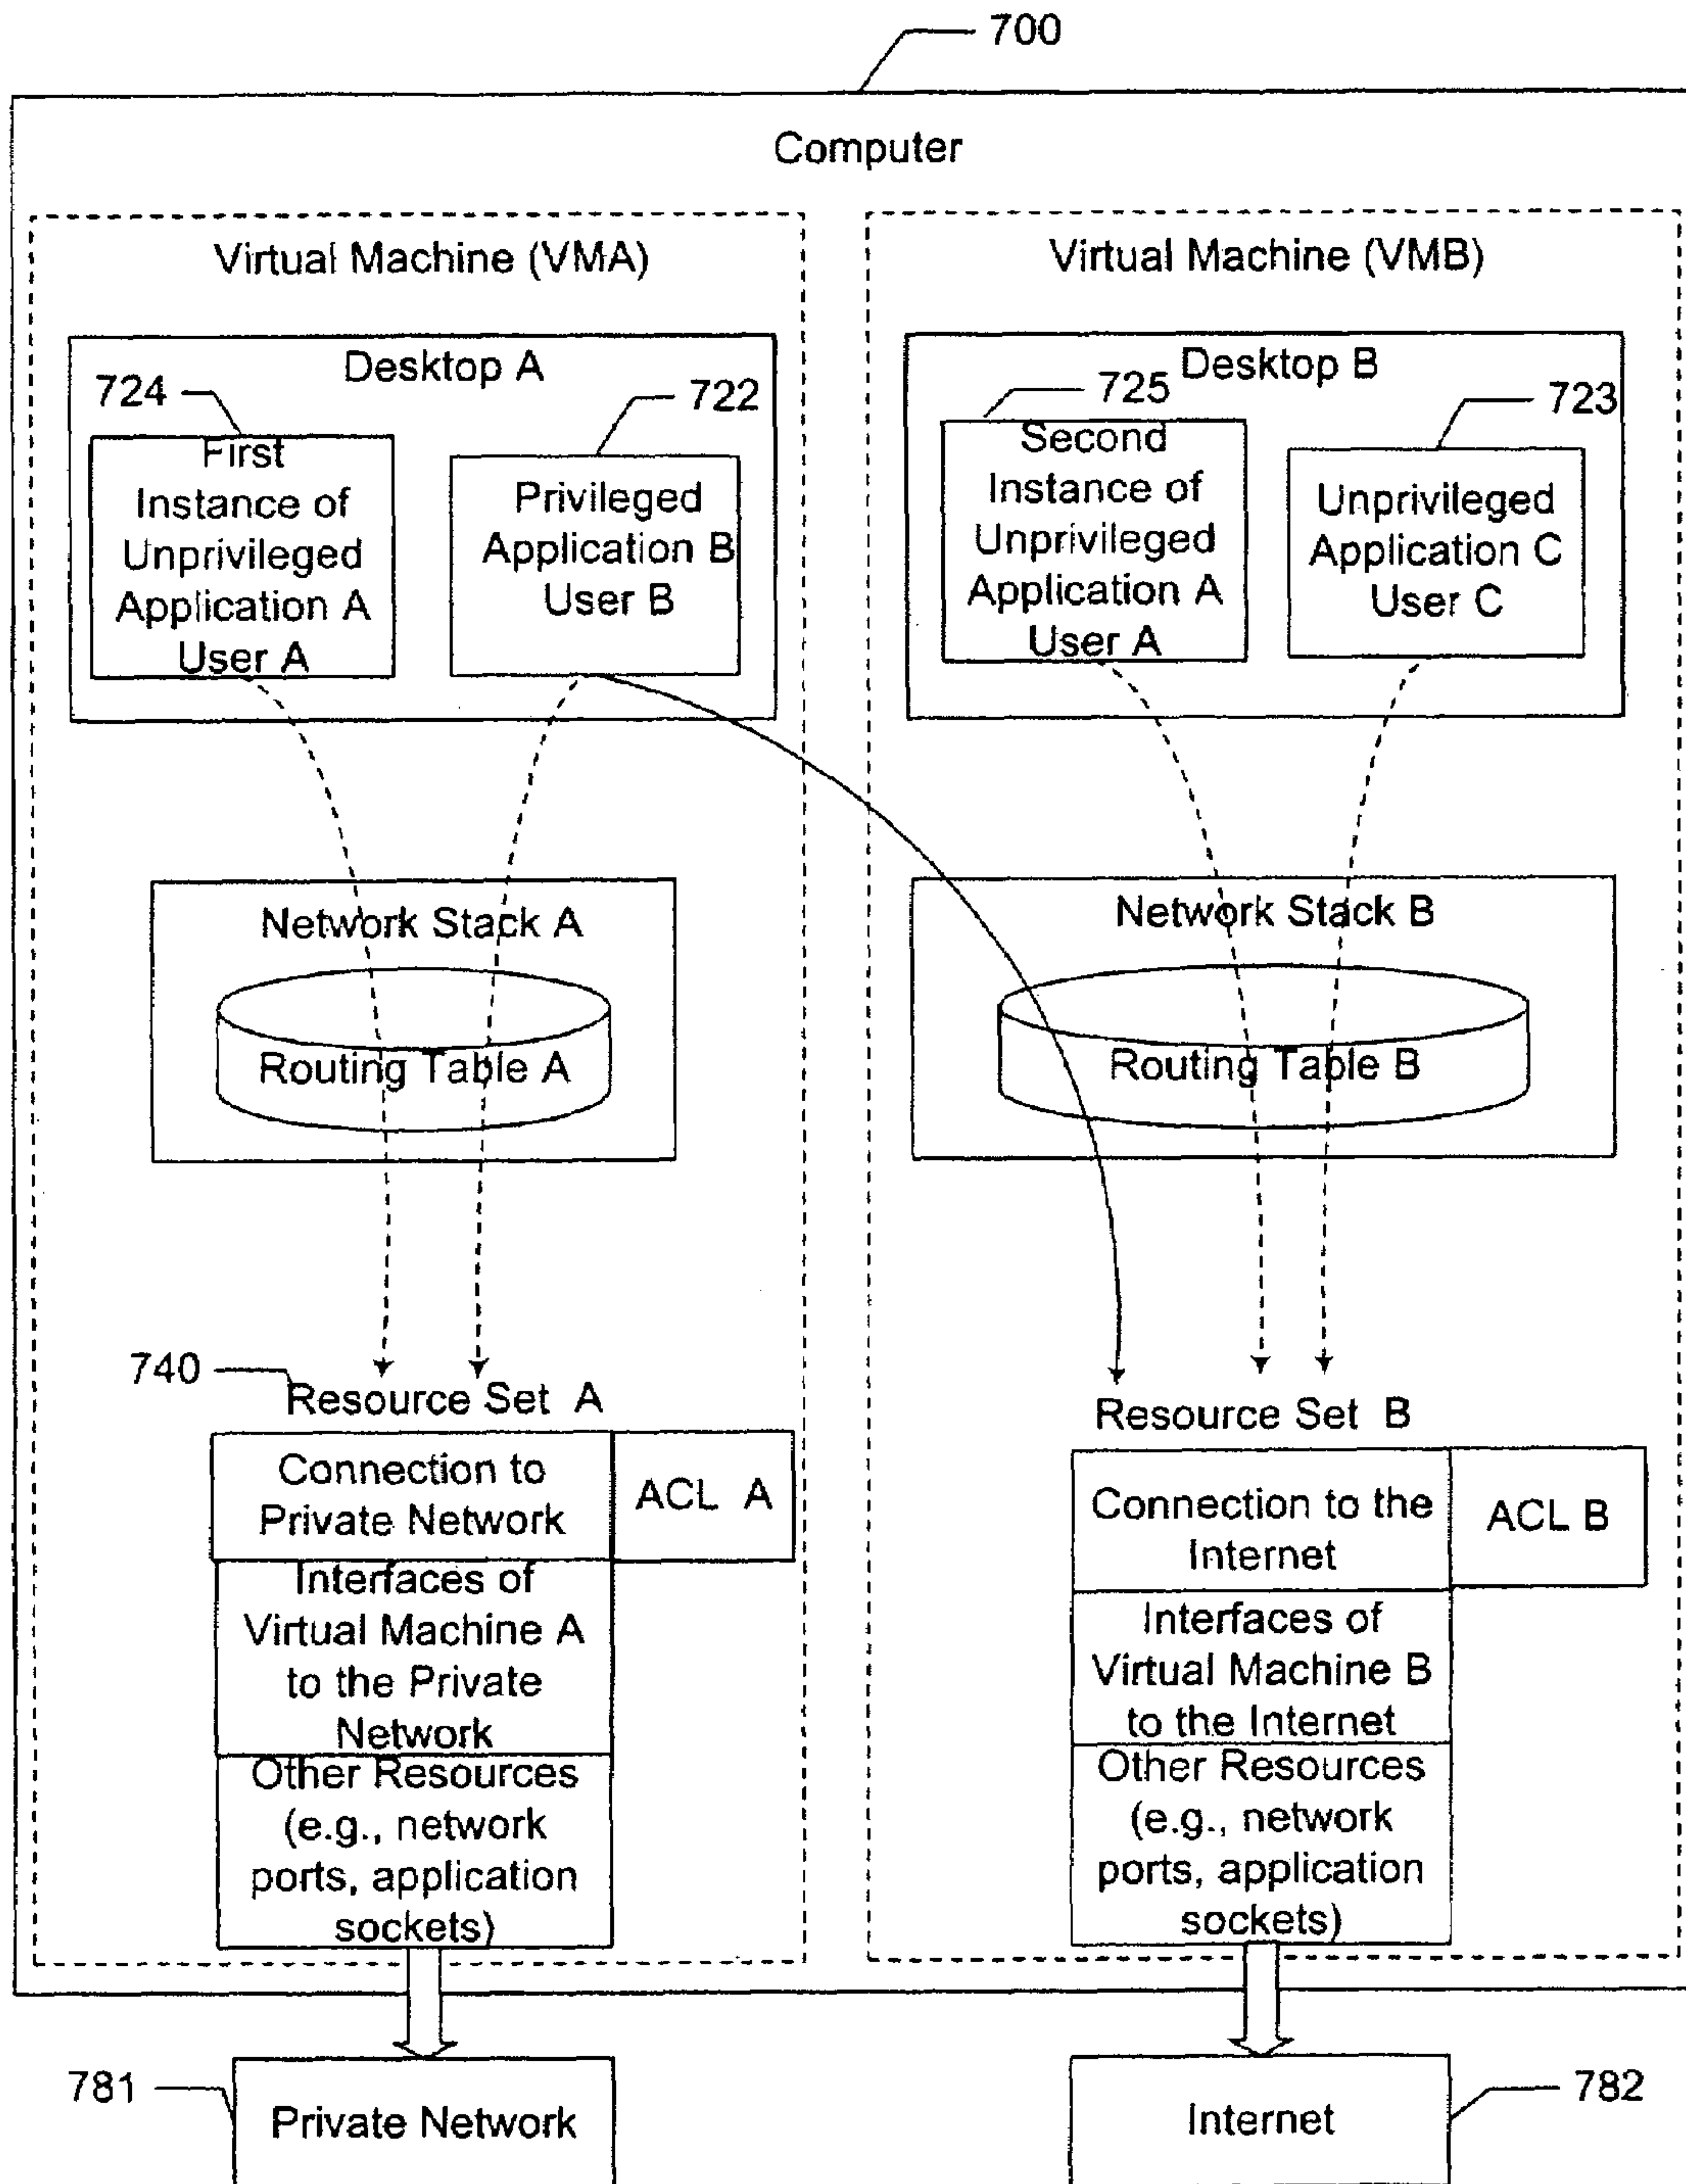 700
Computer
Virtual Machine (VMA)
Desktop A
724
722
First
Instance of
Unprivileged
Application A
User A
Privileged
Application B
User B
Network Stack A
Routing Table A
740
Resource Set A
Connection to
Private Network
ACL A
Interfaces of
Virtual Machine A
to the Private
Network
Other Resources
(e.g., network
ports, application
sockets)
Virtual Machine (VMB)
Desktop B
725
723
Second
Instance of
Unprivileged
Application A
User A
Unprivileged
Application C
User C
Network Stack B
Routing Table B
Resource Set B
Connection to the
Internet
ACL B
Interfaces of
Virtual Machine B
to the Internet
Other Resources
(e.g., network
ports, application
sockets)
781
Private Network
Internet
782